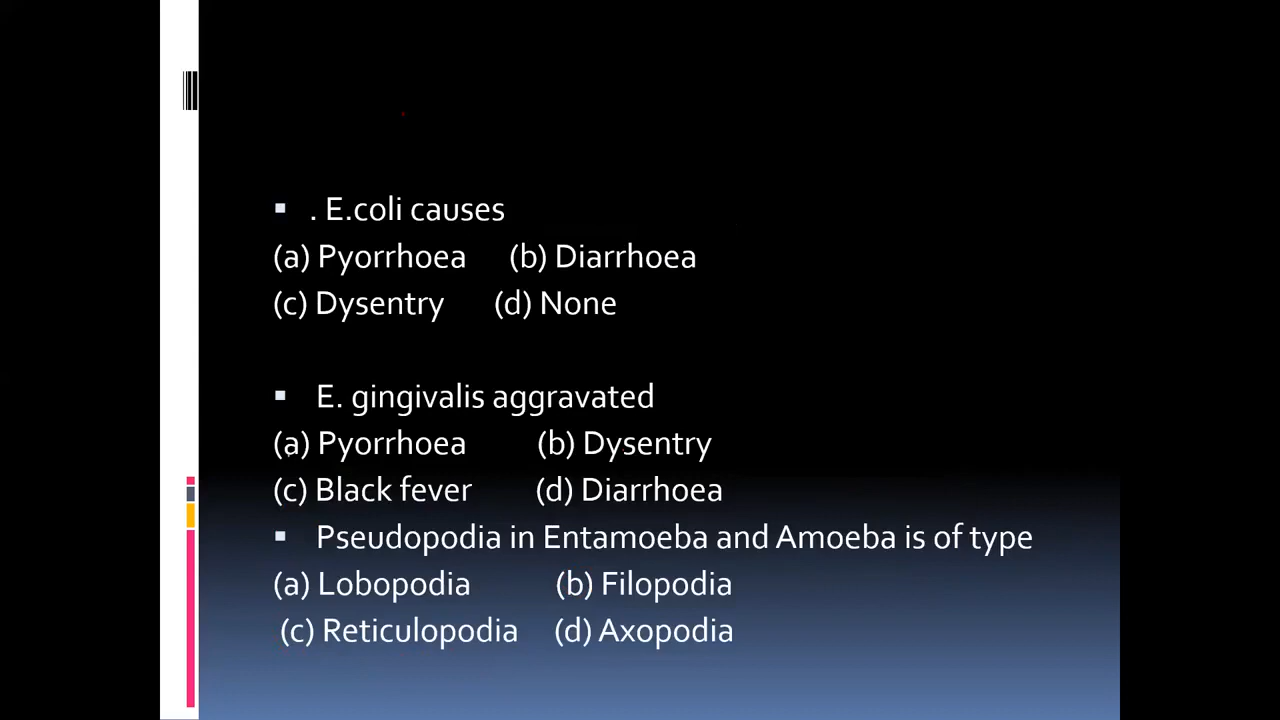 ▪ . E.coli causes
(a) Pyorrhoea (b) Diarrhoea
(c) Dysentry (d) None
▪ E. gingivalis aggravated
(a) Pyorrhoea (b) Dysentry
(c) Black fever (d) Diarrhoea
▪ Pseudopodia in Entamoeba and Amoeba is of type
(a) Lobopodia (b) Filopodia
(c) Reticulopodia (d) Axopodia